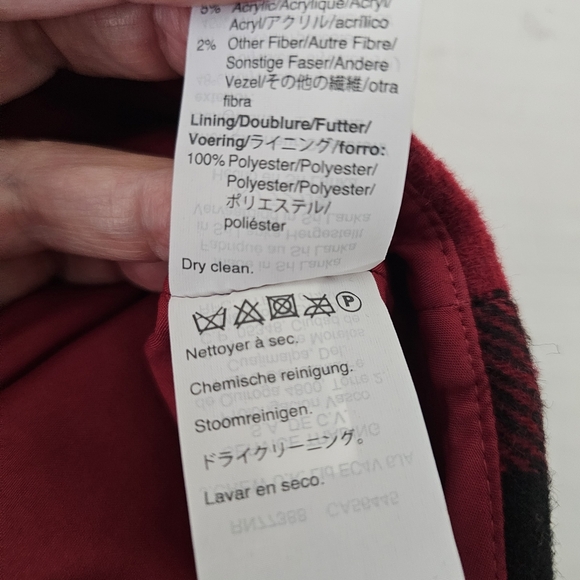 5% Acrylic/Acrylique/Acryl/
Acryl/アクリル/acrílico
2% Other Fiber/Autre Fibre/
Sonstige Faser/Andere
Vezel/その他の繊維/otra
fibra
Lining/Doublure/Futter/
Voering/ライニング/forro:
100% Polyester/Polyester/
Polyester/Polyester/
ポリエステル/
poliéster
Dry clean.
P
Nettoyer à sec.
Chemische reinigung.
Stoomreinigen.
ドライクリーニング。
Lavar en seco.